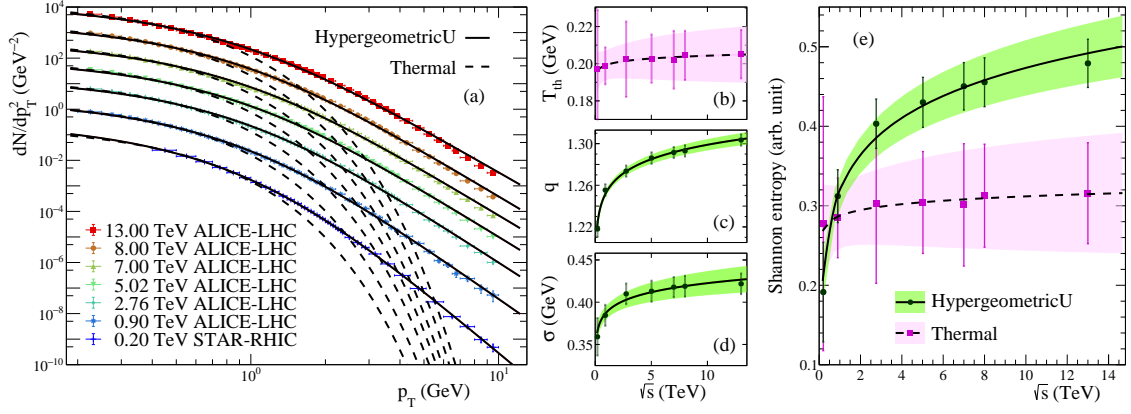 dN/dp_T^2 (GeV^-2)
10^4
10^2
10^0
10^-2
10^-4
10^-6
10^-8
10^-10
HypergeometricU
Thermal
(a)
13.00 TeV ALICE-LHC
8.00 TeV ALICE-LHC
7.00 TeV ALICE-LHC
5.02 TeV ALICE-LHC
2.76 TeV ALICE-LHC
0.90 TeV ALICE-LHC
0.20 TeV STAR-RHIC
10^0
10^1
p_T (GeV)
T_th (GeV)
0.22
0.20
0.18
(b)
q
1.30
1.26
1.22
(c)
σ (GeV)
0.45
0.40
0.35
(d)
0
5
10
√s (TeV)
Shannon entropy (arb. unit)
0.5
0.4
0.3
0.2
0.1
(e)
HypergeometricU
Thermal
0 2 4 6 8 10 12 14
√s (TeV)